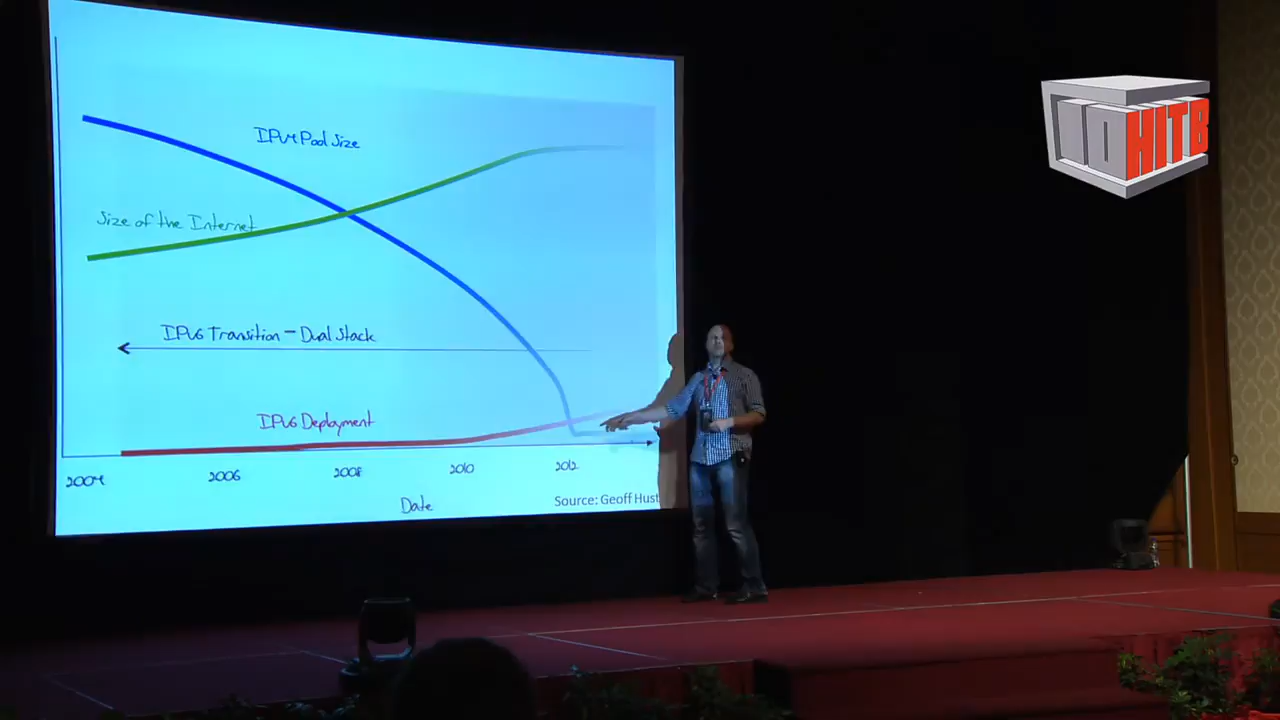 IPv4 Pool Size
Size of the Internet
IPv6 Transition – Dual Stack
IPv6 Deployment
2004
2006
2008
2010
2012
Date
Source: Geoff Hust
10 HITB